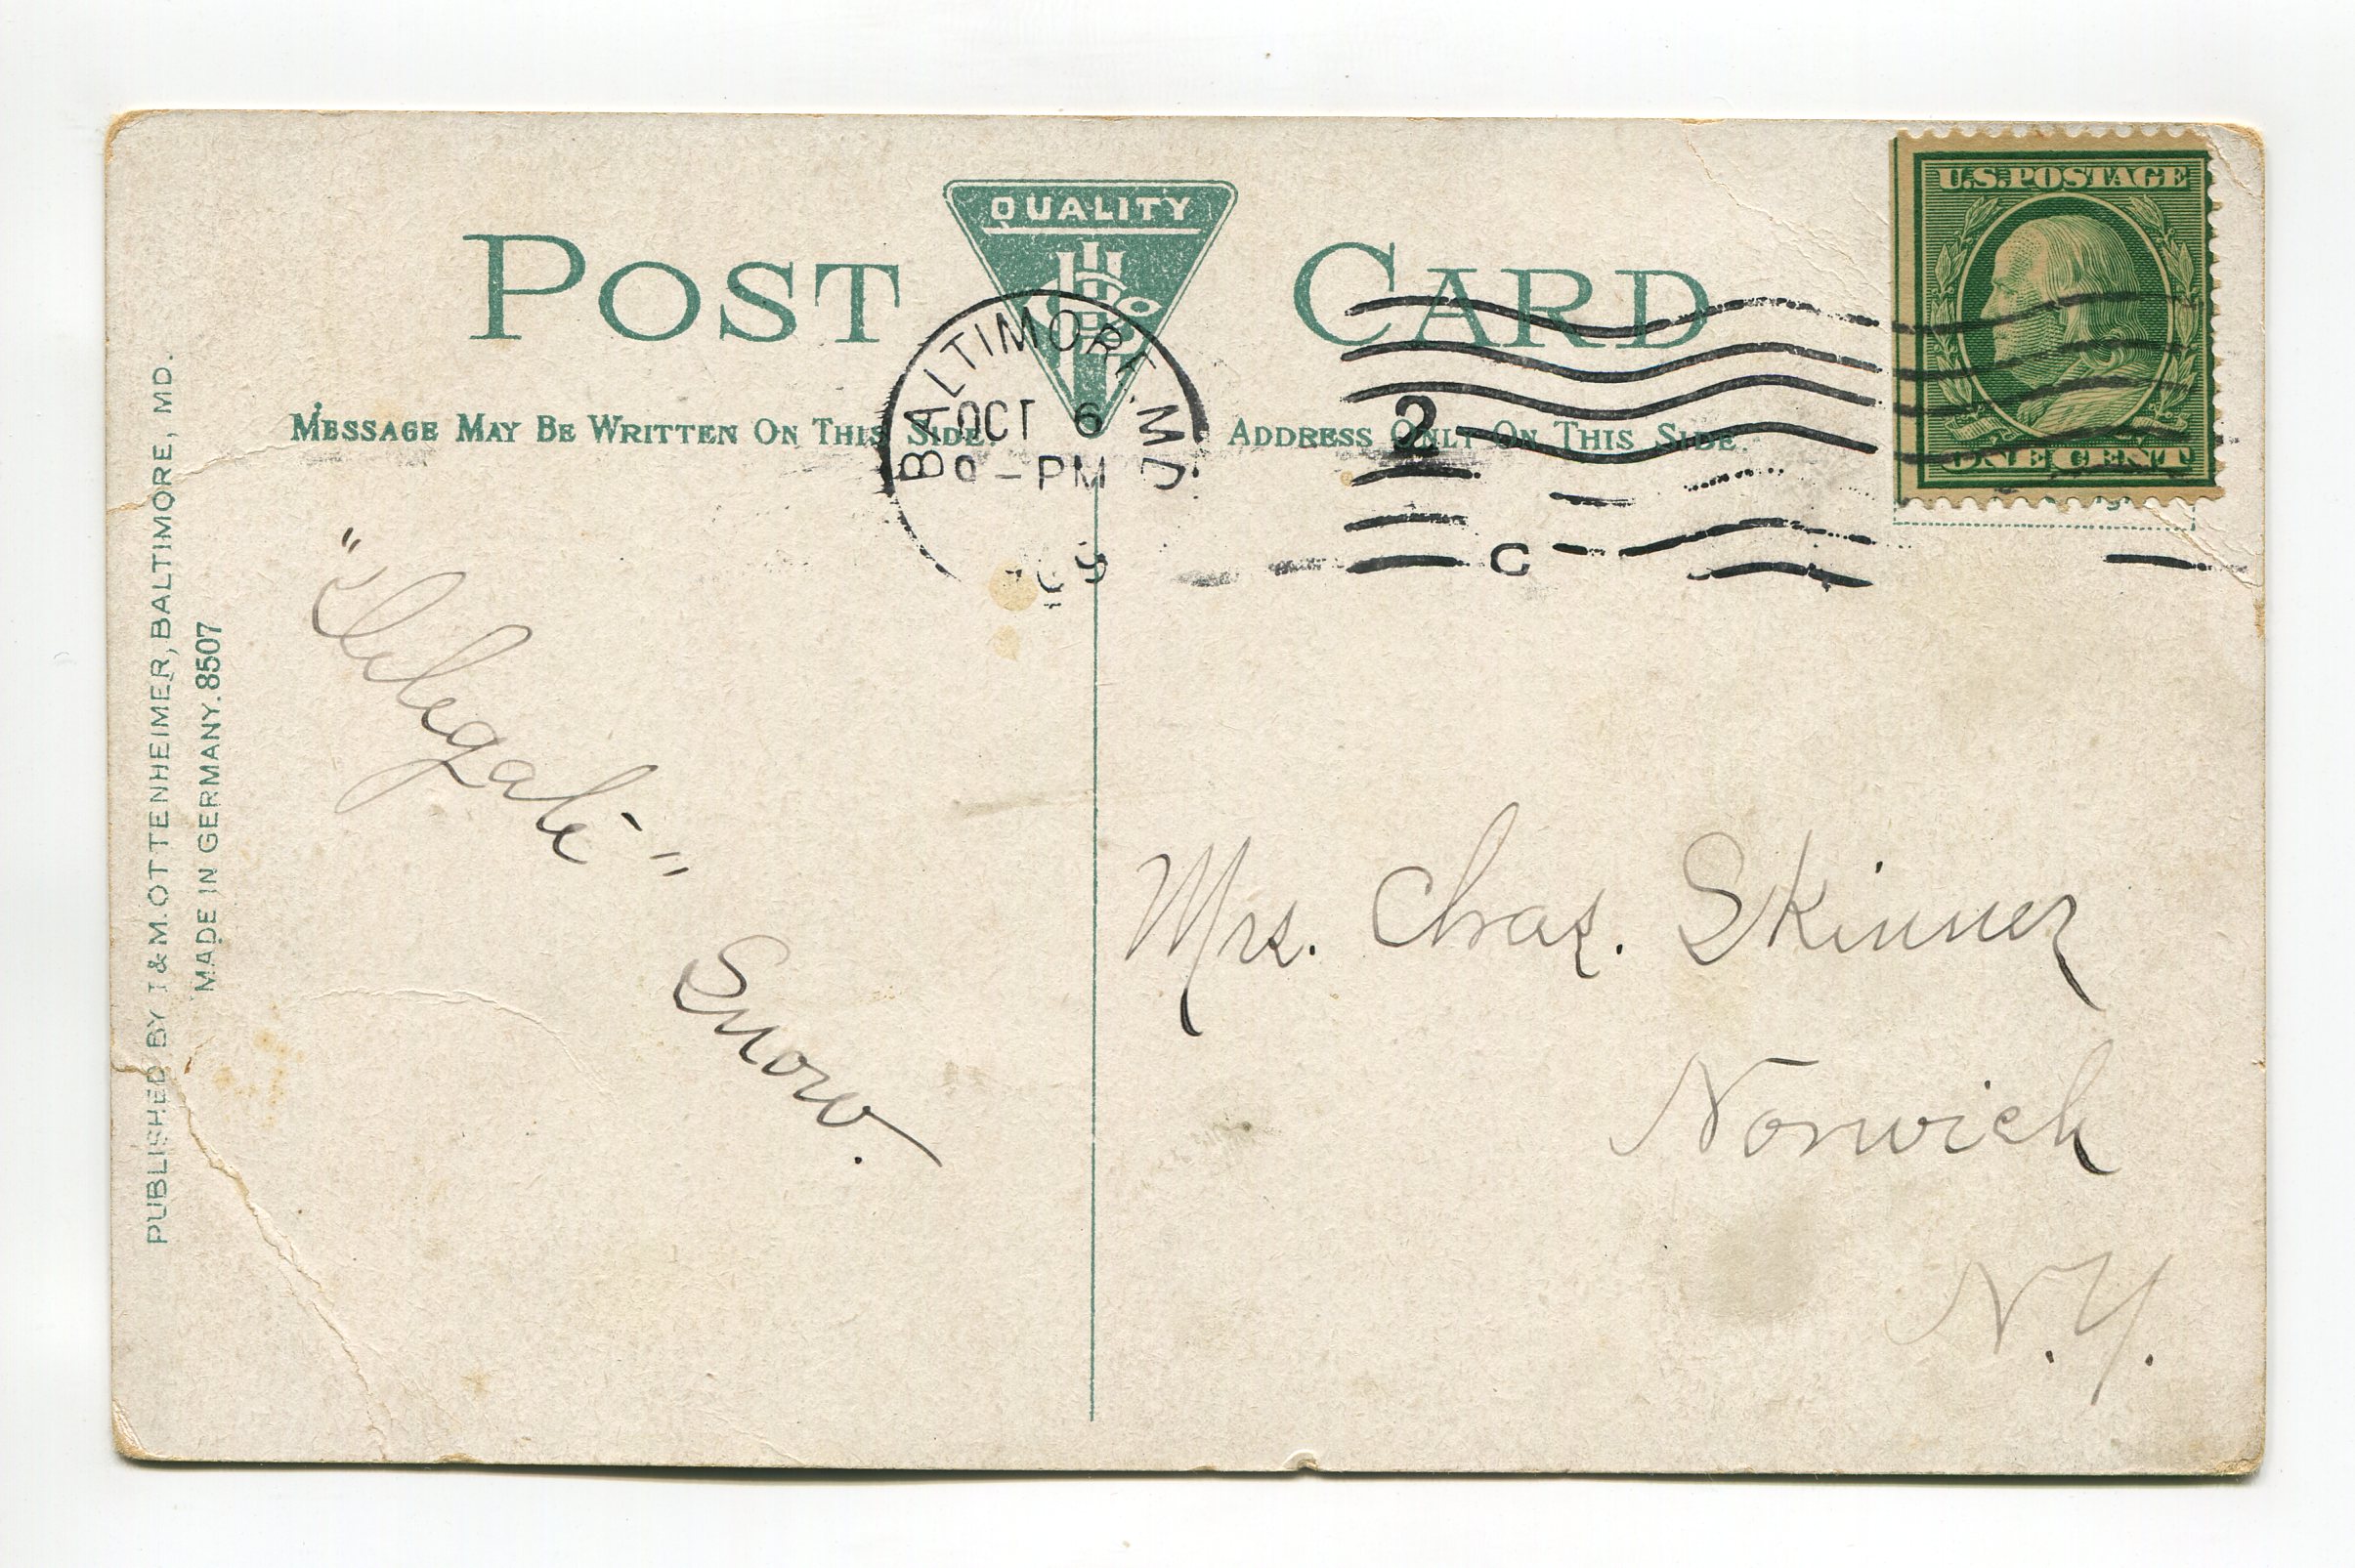 POST CARD
QUALITY
MESSAGE MAY BE WRITTEN ON THIS SIDE.
ADDRESS ONLY ON THIS SIDE.
BALTIMORE, MD.
OCT 6
-PM
2
C
U.S. POSTAGE
ONE CENT
PUBLISHED BY I & M. OTTENHEIMER, BALTIMORE, MD.
MADE IN GERMANY. 8507
"Delegate"
Snow.
Mrs. Chas. Skinner
Norwich
N.Y.